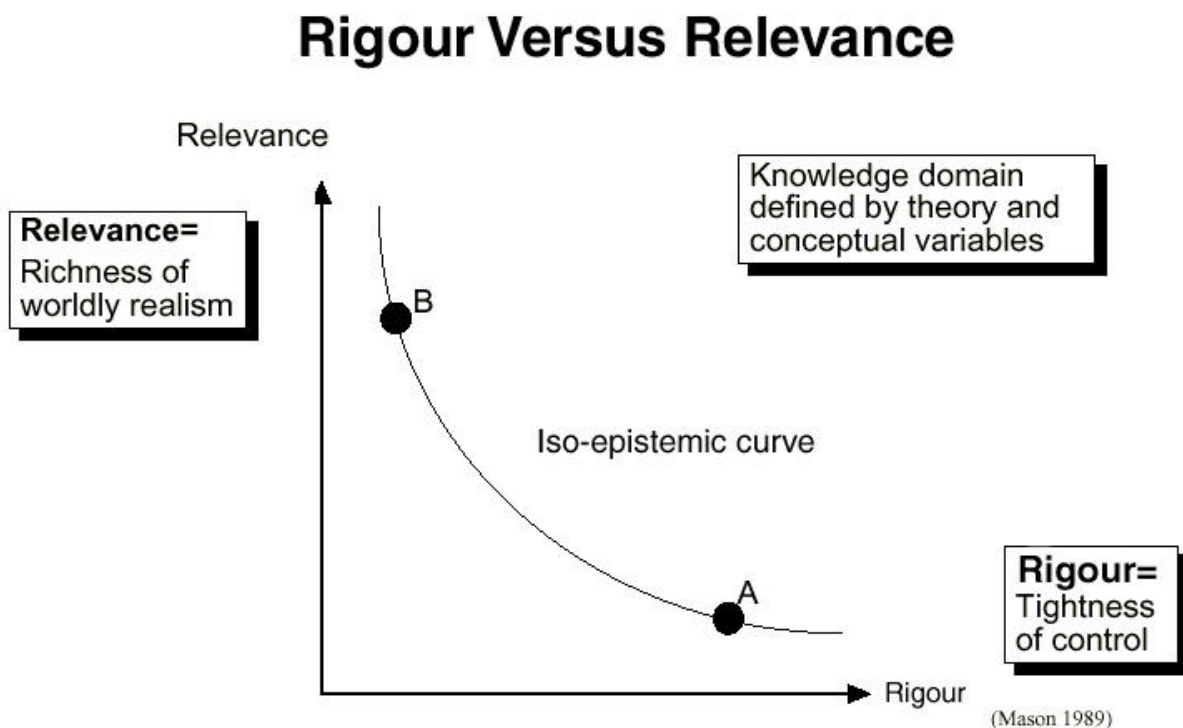 Rigour Versus Relevance
Relevance
Knowledge domain
defined by theory and
conceptual variables
Relevance=
Richness of
worldly realism
B
Iso-epistemic curve
A
Rigour=
Tightness
of control
Rigour
(Mason 1989)